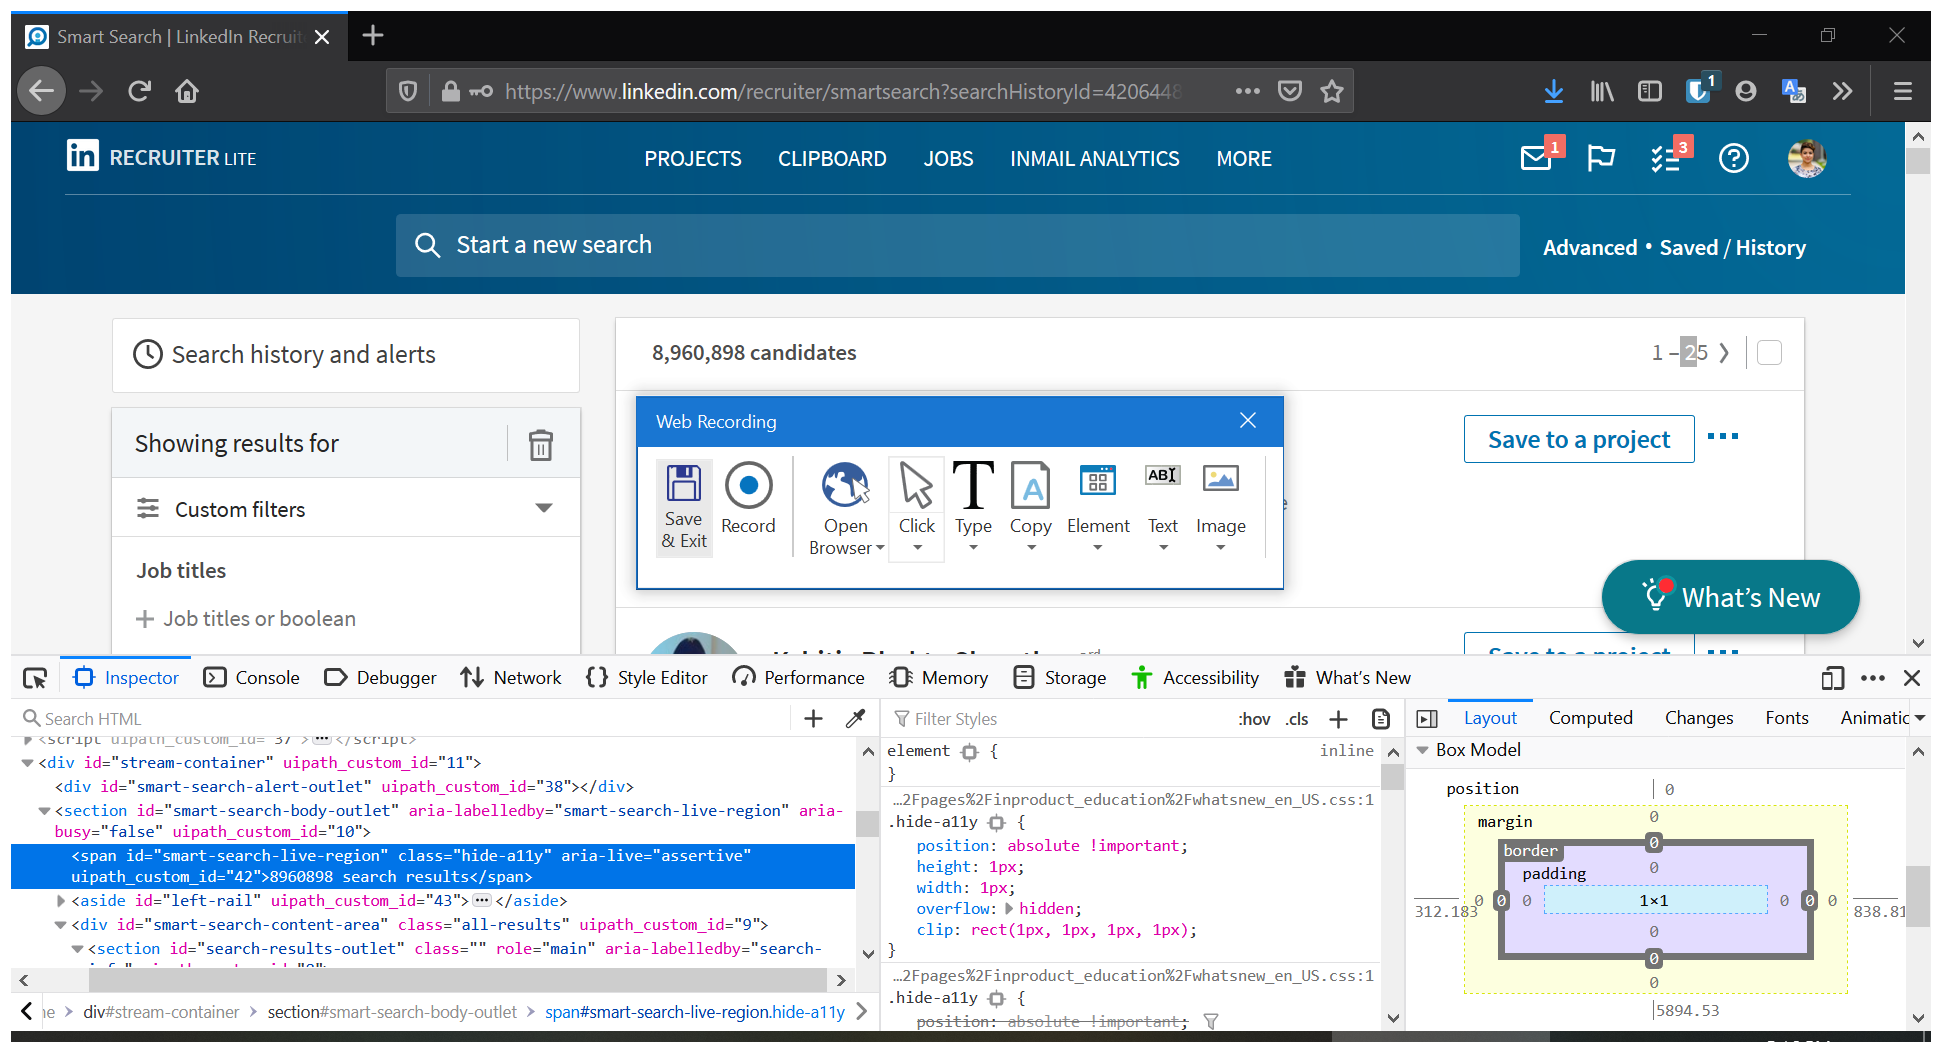 Smart Search | LinkedIn Recruit
https://www.linkedin.com/recruiter/smartsearch?searchHistoryId=4206448
1
in RECRUITER LITE
PROJECTS CLIPBOARD JOBS INMAIL ANALYTICS MORE
1 3
Start a new search
Advanced • Saved / History
Search history and alerts
8,960,898 candidates
1 – 25
Showing results for
Custom filters
Job titles
+ Job titles or boolean
Web Recording
Save & Exit
Record
Open Browser
Click
Type
Copy
Element
Text
Image
Save to a project
What's New
Save to a project
Inspector Console Debugger Network Style Editor Performance Memory Storage Accessibility What's New
Search HTML
<script uipath_custom_id="37"></script>
<div id="stream-container" uipath_custom_id="11">
<div id="smart-search-alert-outlet" uipath_custom_id="38"></div>
<section id="smart-search-body-outlet" aria-labelledby="smart-search-live-region" aria-
busy="false" uipath_custom_id="10">
<span id="smart-search-live-region" class="hide-a11y" aria-live="assertive"
uipath_custom_id="42">8960898 search results</span>
<aside id="left-rail" uipath_custom_id="43"></aside>
<div id="smart-search-content-area" class="all-results" uipath_custom_id="9">
<section id="search-results-outlet" class="" role="main" aria-labelledby="search-
div#stream-container > section#smart-search-body-outlet > span#smart-search-live-region.hide-a11y
Filter Styles
:hov .cls +
element {
inline
}
…2Fpages%2Finproduct_education%2Fwhatsnew_en_US.css:1
.hide-a11y {
position: absolute !important;
height: 1px;
width: 1px;
overflow: hidden;
clip: rect(1px, 1px, 1px, 1px);
}
…2Fpages%2Finproduct_education%2Fwhatsnew_en_US.css:1
.hide-a11y {
position: absolute !important;
Layout Computed Changes Fonts Animatic
Box Model
position 0
margin 0
border 0
padding 0
312.183 0 0 0 1×1 0 0 0 838.81
0
0
0
5894.53